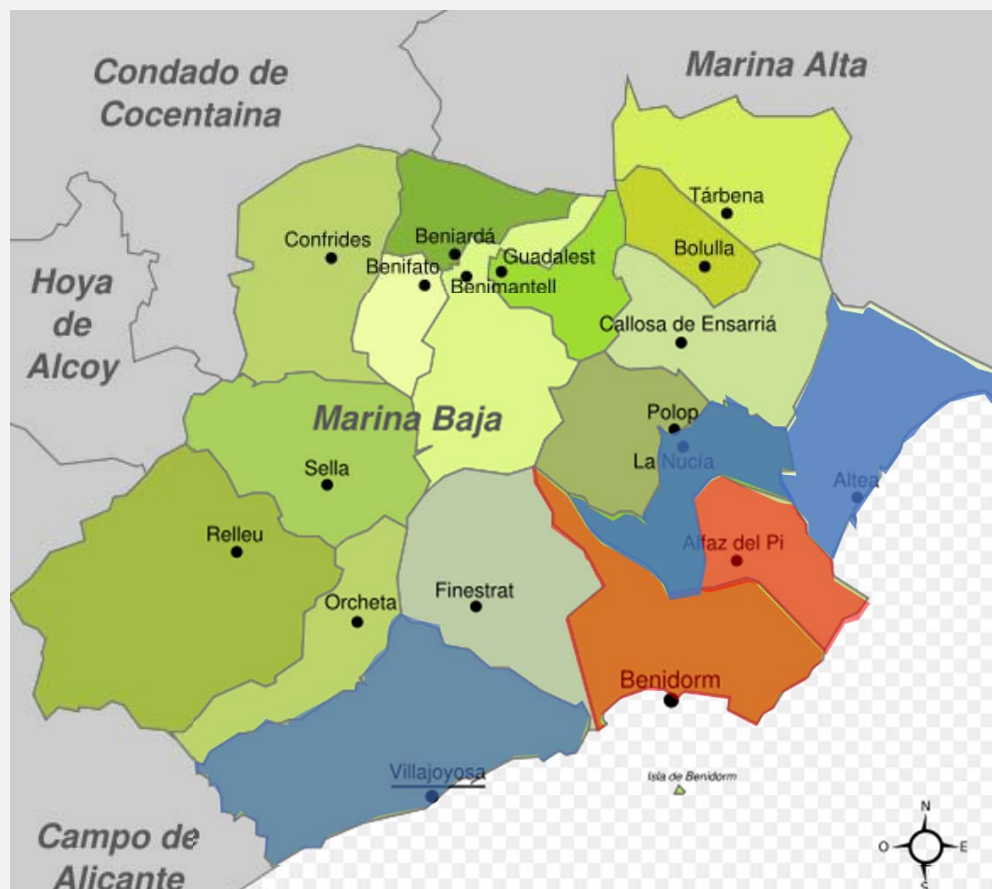 Condado de
Cocentaina
Marina Alta
Tárbena
Confrides
Beniardá
Bolulla
Guadalest
Benifato
Benimantell
Hoya
de
Alcoy
Callosa de Ensarriá
Marina Baja
Polop
La Nucía
Sella
Altea
Relleu
Alfaz del Pi
Finestrat
Orcheta
Benidorm
Villajoyosa
Isla de Benidorm
N
O
E
S
Campo de
Alicante